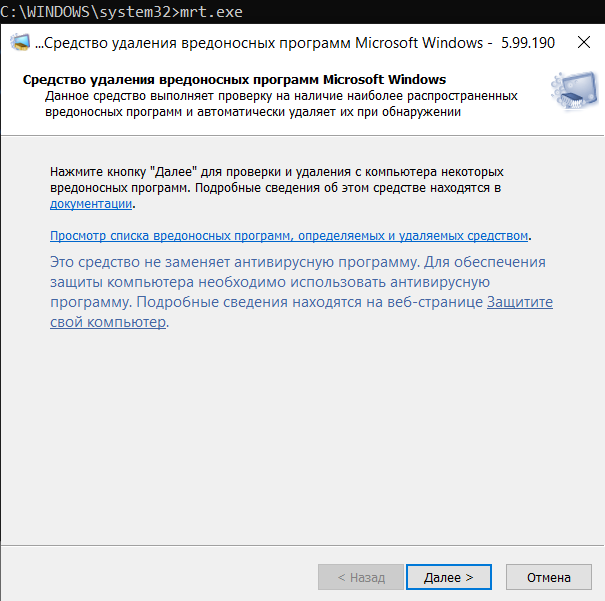 C:\WINDOWS\system32>mrt.exe
...Средство удаления вредоносных программ Microsoft Windows - 5.99.190
Средство удаления вредоносных программ Microsoft Windows
Данное средство выполняет проверку на наличие наиболее распространенных
вредоносных программ и автоматически удаляет их при обнаружении
Нажмите кнопку "Далее" для проверки и удаления с компьютера некоторых
вредоносных программ. Подробные сведения об этом средстве находятся в
документации.
Просмотр списка вредоносных программ, определяемых и удаляемых средством.
Это средство не заменяет антивирусную программу. Для обеспечения
защиты компьютера необходимо использовать антивирусную
программу. Подробные сведения находятся на веб-странице Защитите
свой компьютер.
< Назад
Далее >
Отмена